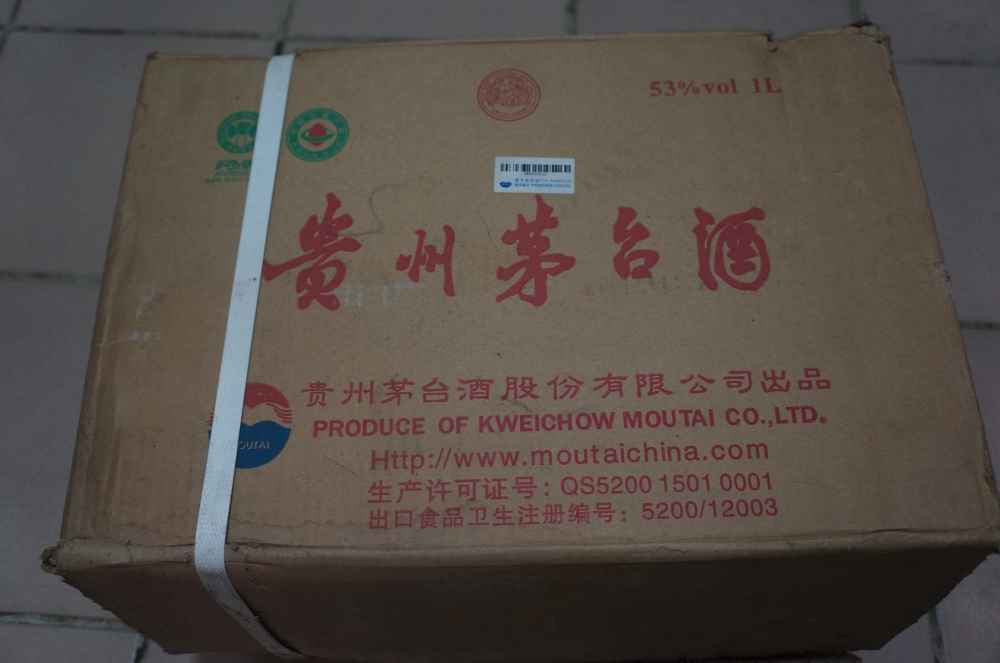 53%vol 1L
贵州茅台酒
贵州茅台酒股份有限公司出品
PRODUCE OF KWEICHOW MOUTAI CO.,LTD.
MOUTAI
Http://www.moutaichina.com
生产许可证号：QS5200 1501 0001
出口食品卫生注册编号：5200/12003